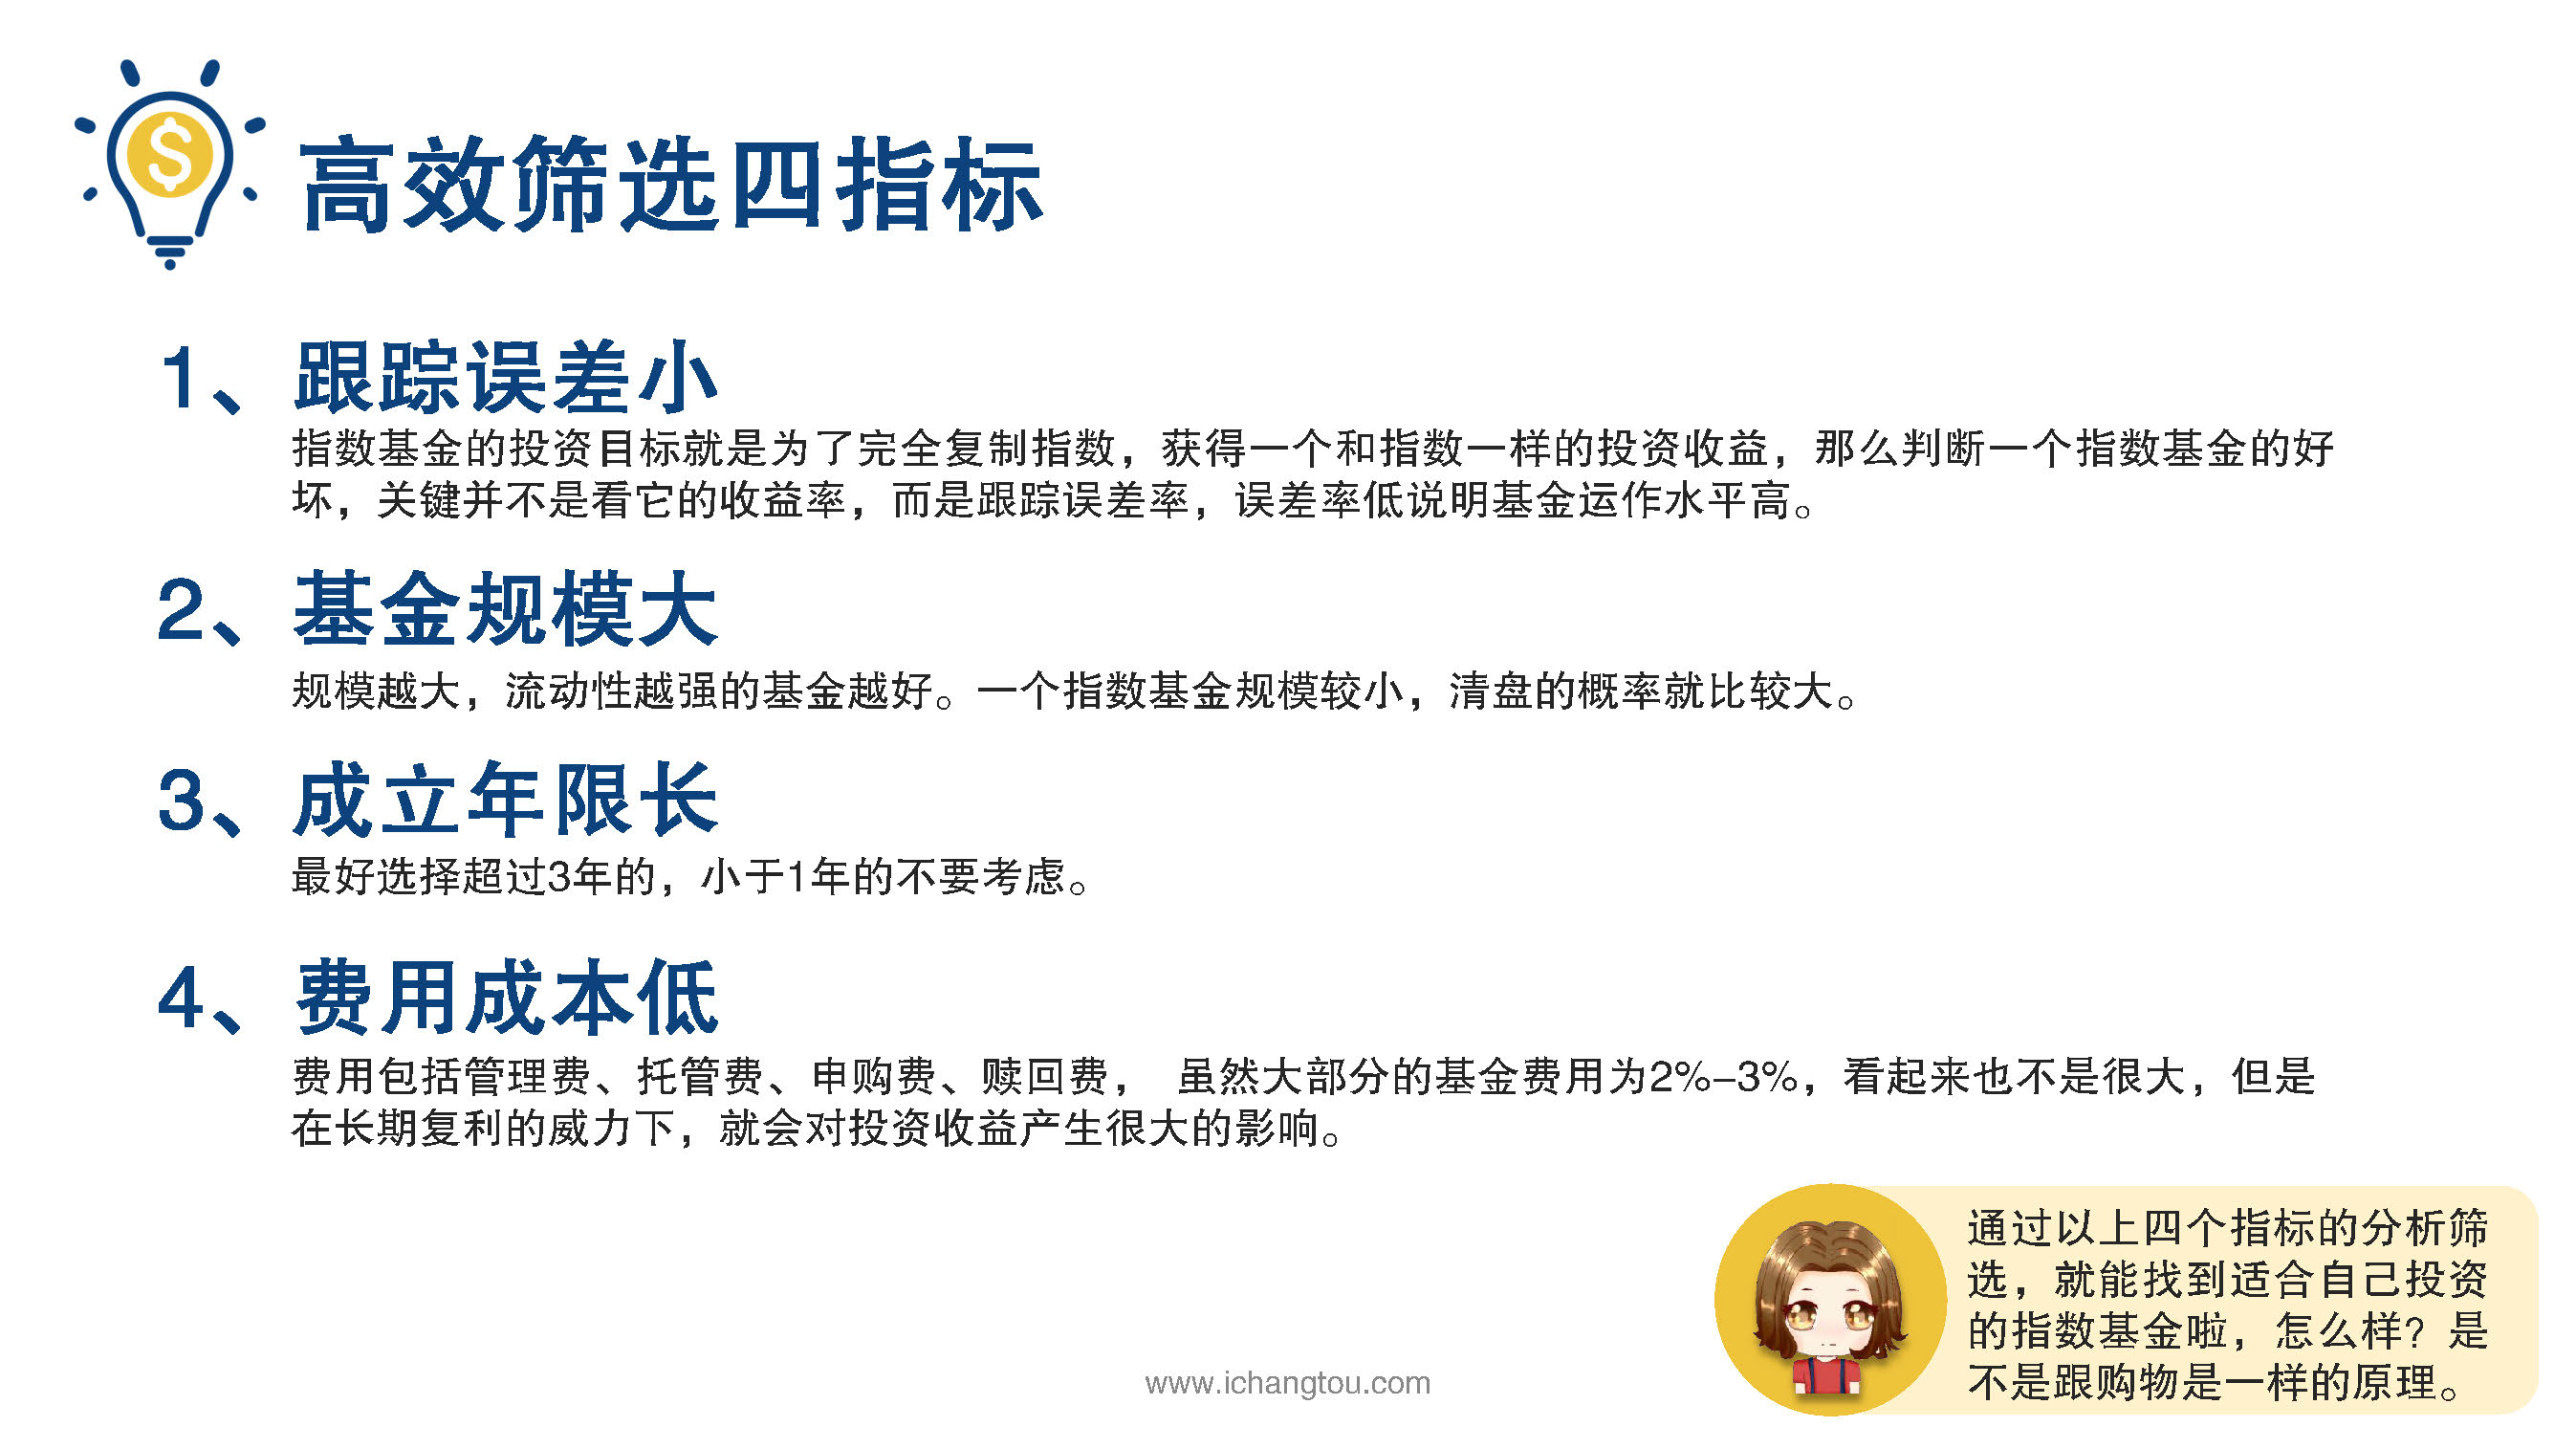 高效筛选四指标
1、跟踪误差小
指数基金的投资目标就是为了完全复制指数，获得一个和指数一样的投资收益，那么判断一个指数基金的好
坏，关键并不是看它的收益率，而是跟踪误差率，误差率低说明基金运作水平高。
2、基金规模大
规模越大，流动性越强的基金越好。一个指数基金规模较小，清盘的概率就比较大。
3、成立年限长
最好选择超过3年的，小于1年的不要考虑。
4、费用成本低
费用包括管理费、托管费、申购费、赎回费， 虽然大部分的基金费用为2%-3%，看起来也不是很大，但是
在长期复利的威力下，就会对投资收益产生很大的影响。
通过以上四个指标的分析筛
选，就能找到适合自己投资
的指数基金啦，怎么样？是
不是跟购物是一样的原理。
www.ichangtou.com